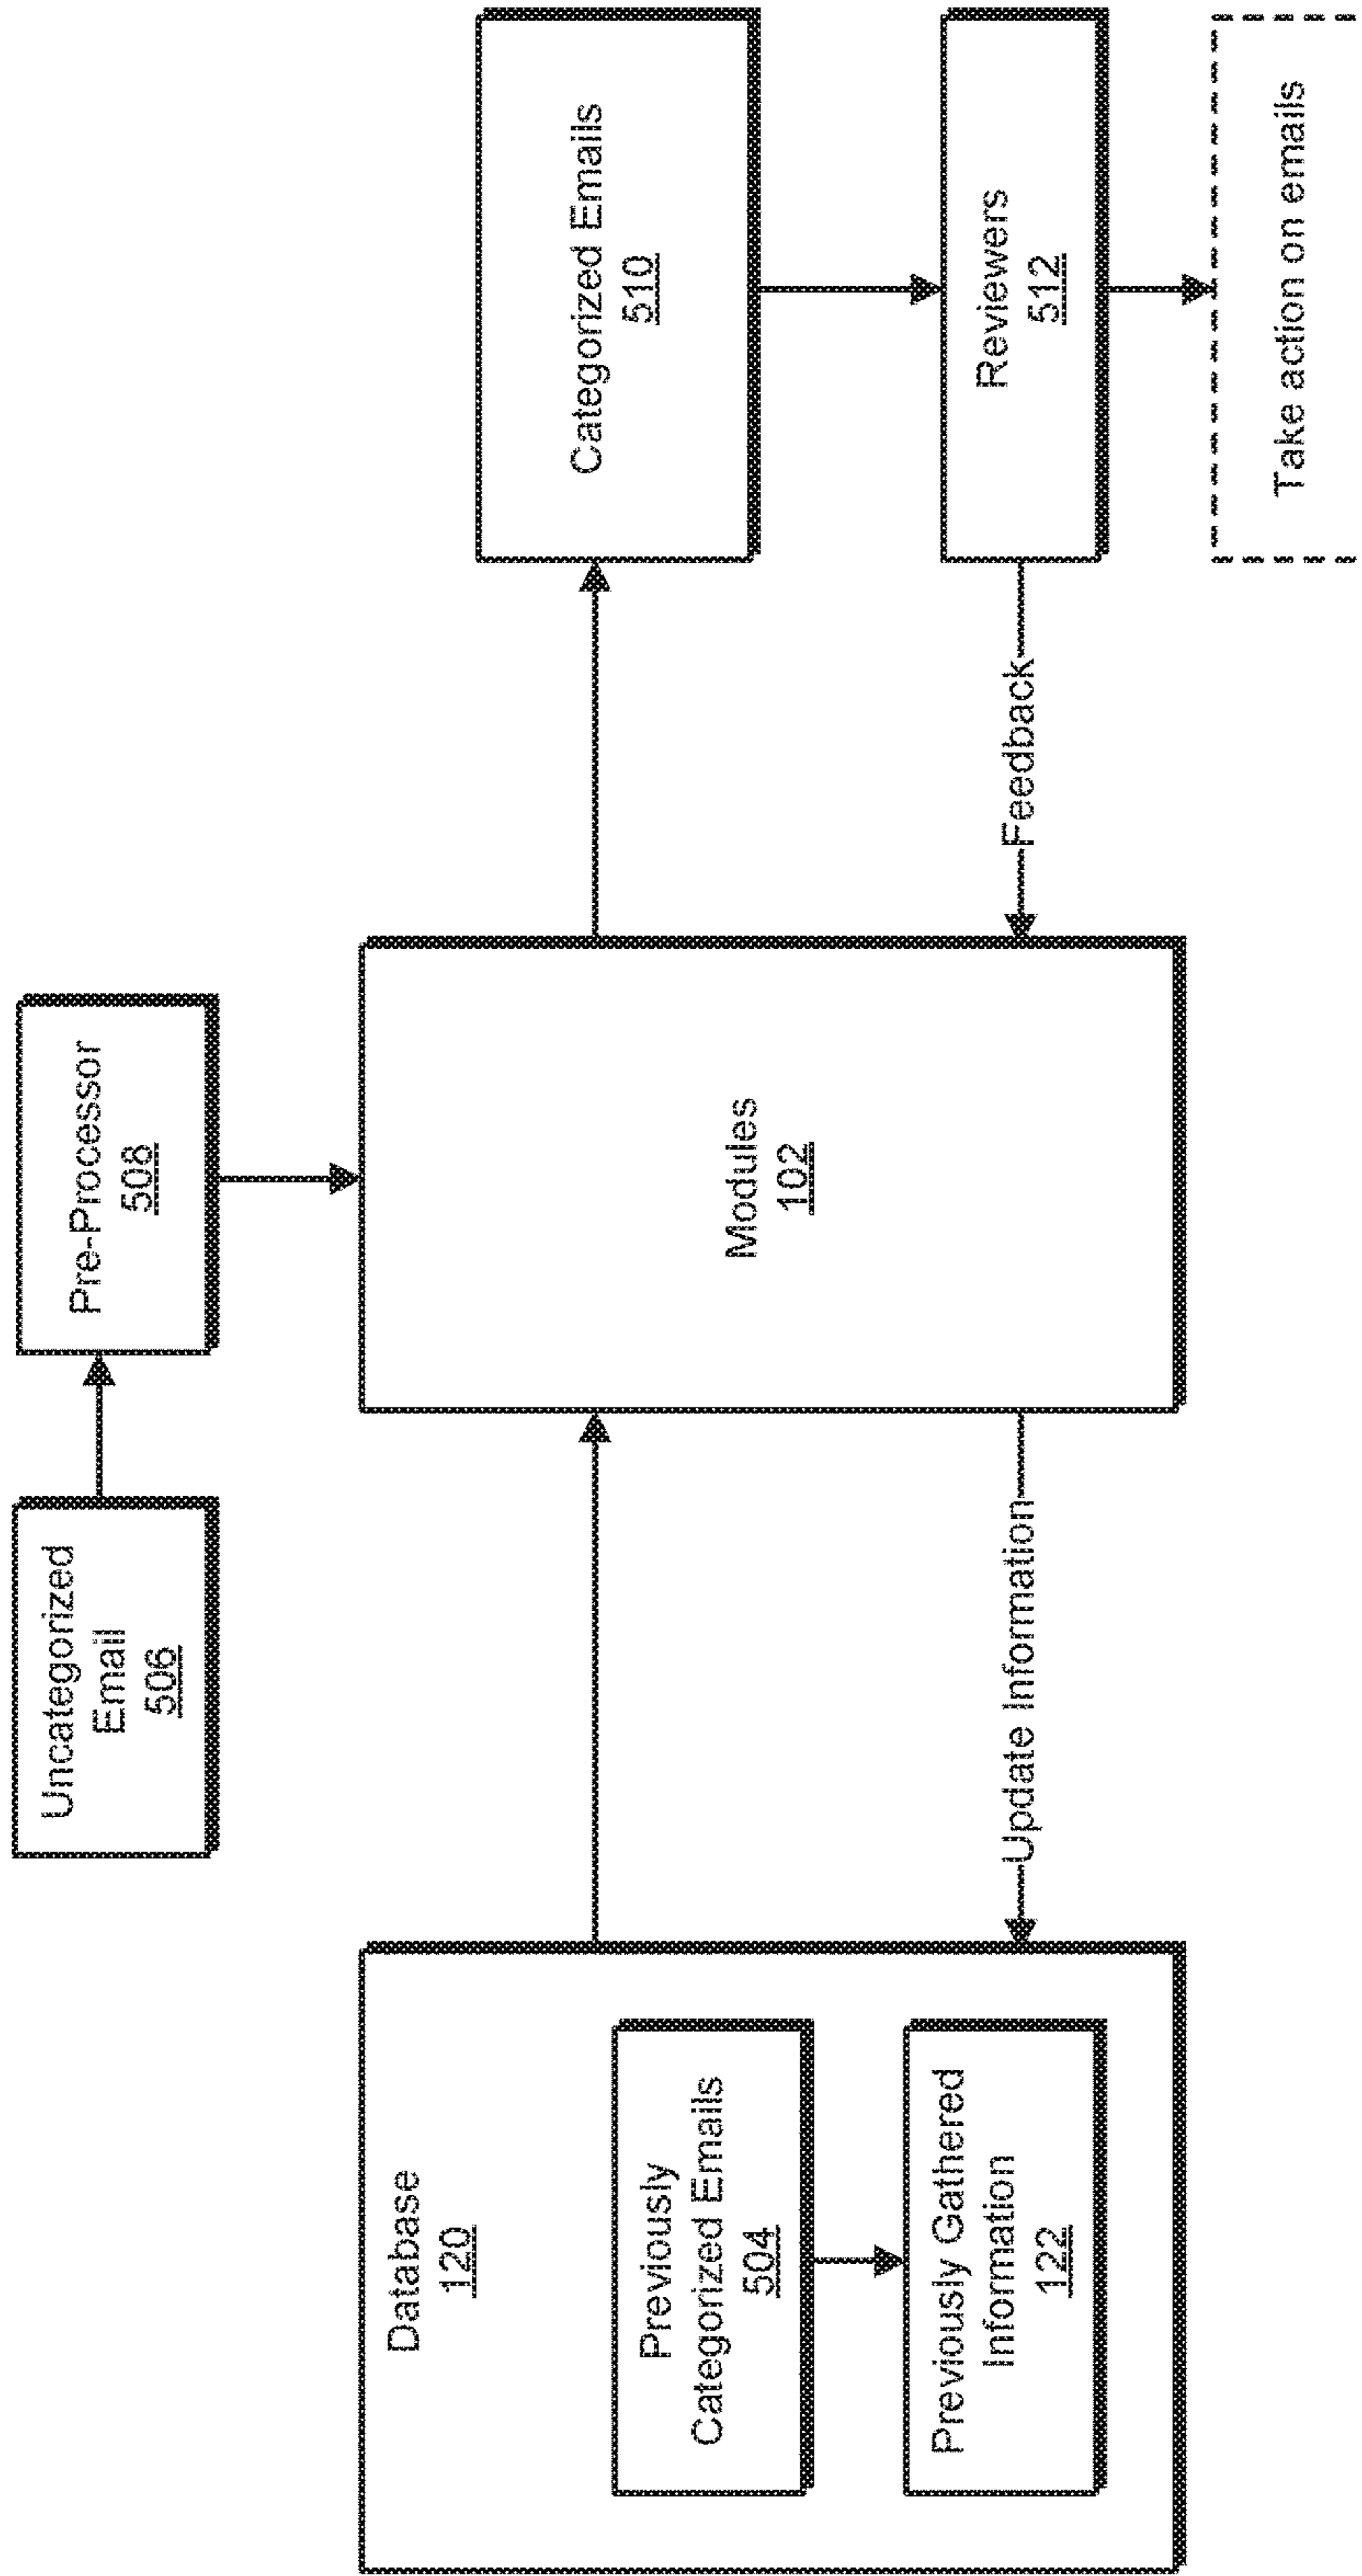 Uncategorized
Email
506
Pre-Processor
508
Database
120
Previously
Categorized Emails
504
Previously Gathered
Information
122
Update Information
Modules
102
Feedback
Categorized Emails
510
Reviewers
512
Take action on emails